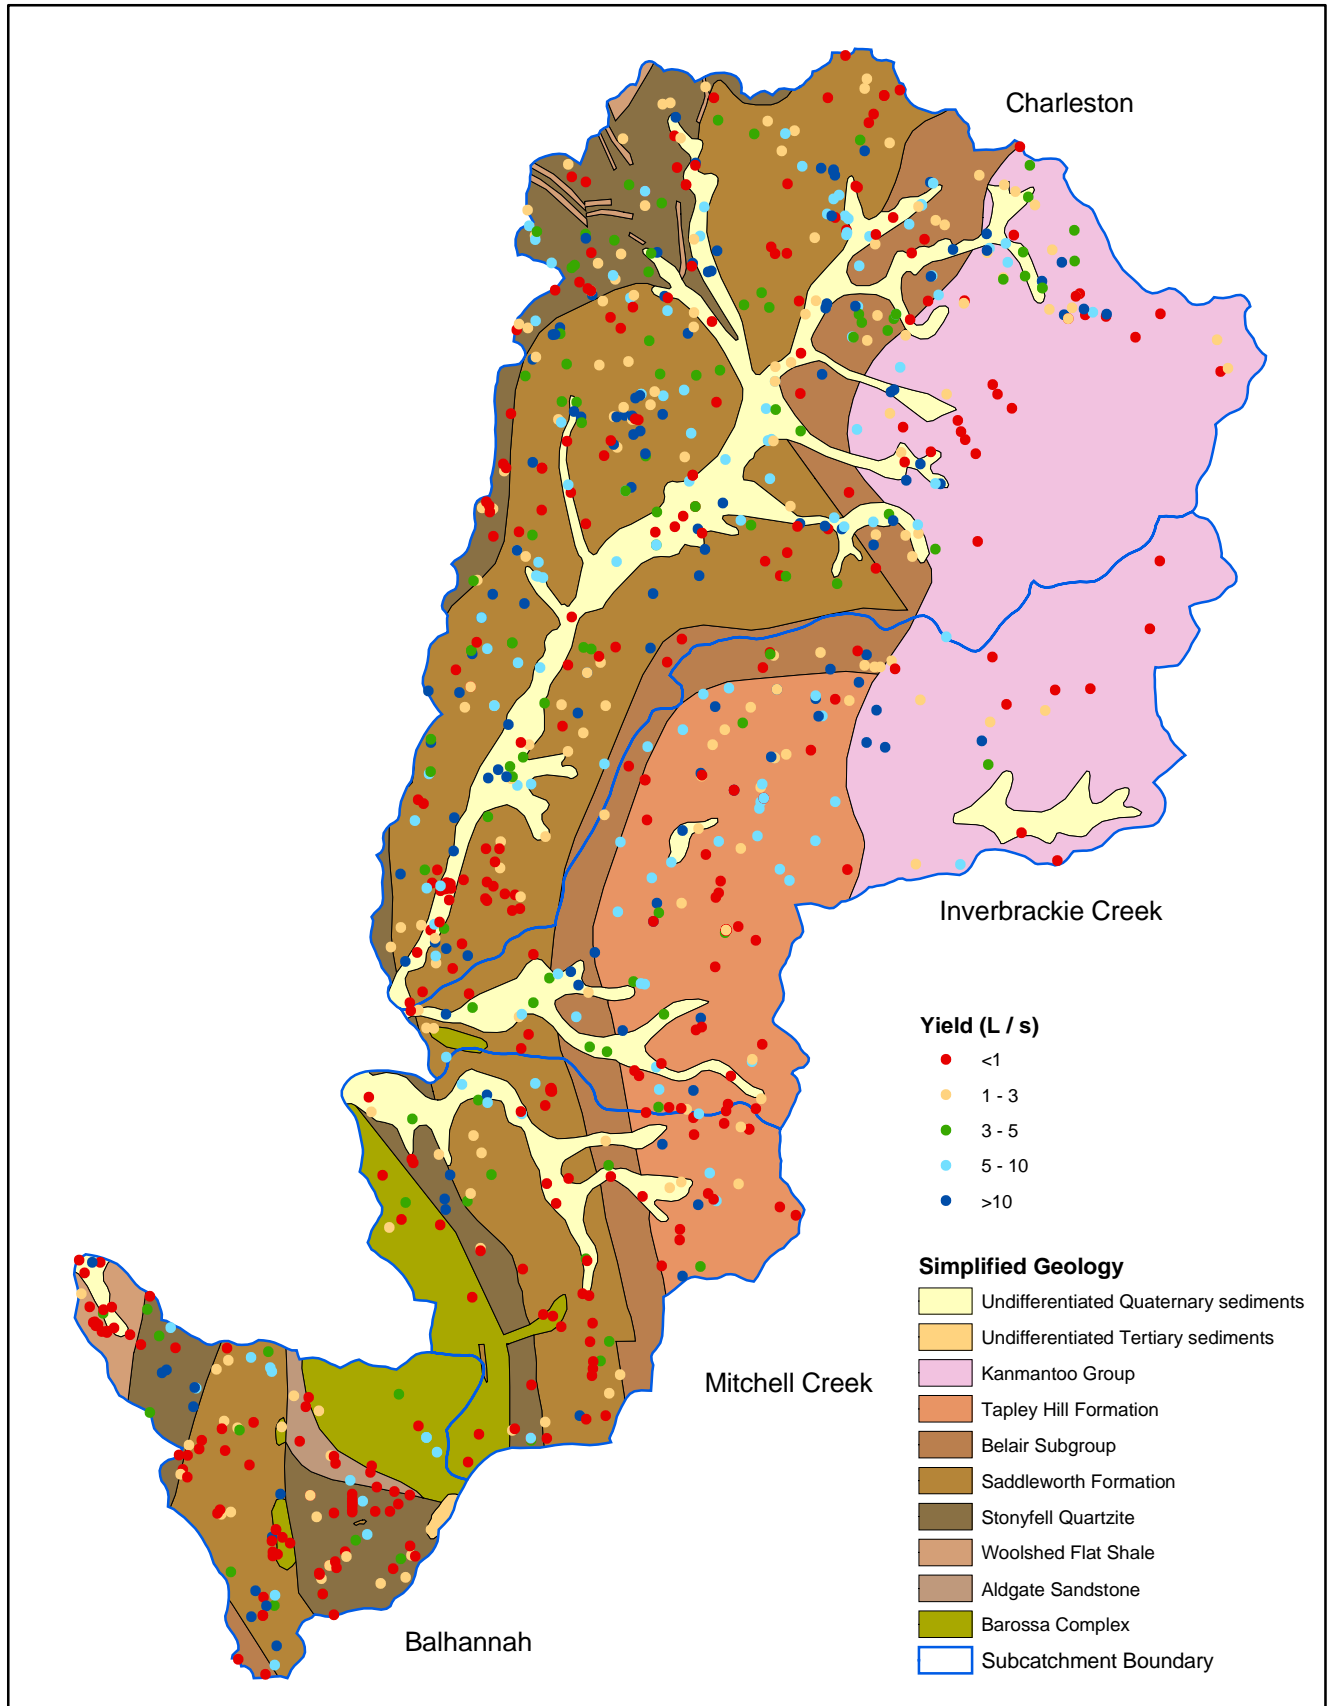 Charleston
Inverbrackie Creek
Yield (L / s)
<1
1 - 3
3 - 5
5 - 10
>10
Simplified Geology
Undifferentiated Quaternary sediments
Undifferentiated Tertiary sediments
Kanmantoo Group
Tapley Hill Formation
Belair Subgroup
Saddleworth Formation
Stonyfell Quartzite
Woolshed Flat Shale
Aldgate Sandstone
Barossa Complex
Subcatchment Boundary
Mitchell Creek
Balhannah